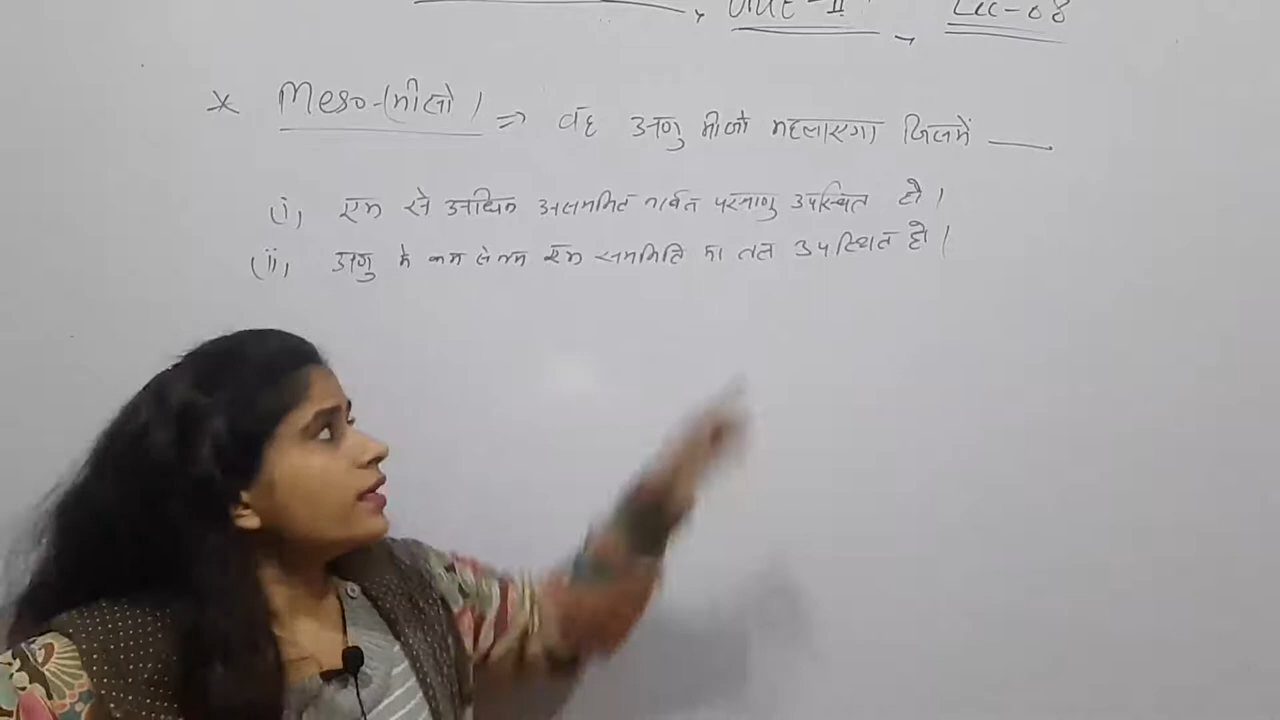 , Unit-II, Lec-08
* Meso-(मीसो) ⇒ वह अणु मीजो कहलाएगा जिसमें ___
(i) एक से अधिक असममित कार्बन परमाणु उपस्थित हो।
(ii) अणु मे कम से कम एक सममिति का तल उपस्थित हो।